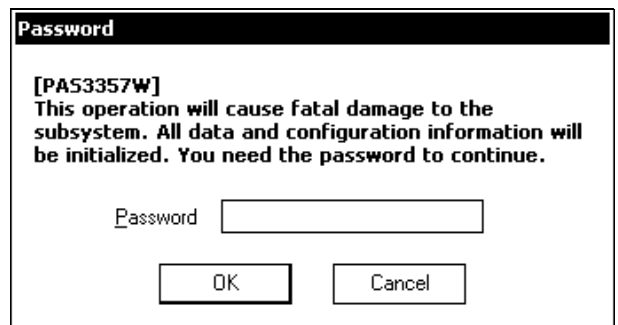 Password
[PAS3357W]
This operation will cause fatal damage to the
subsystem. All data and configuration information will
be initialized. You need the password to continue.
Password
OK Cancel